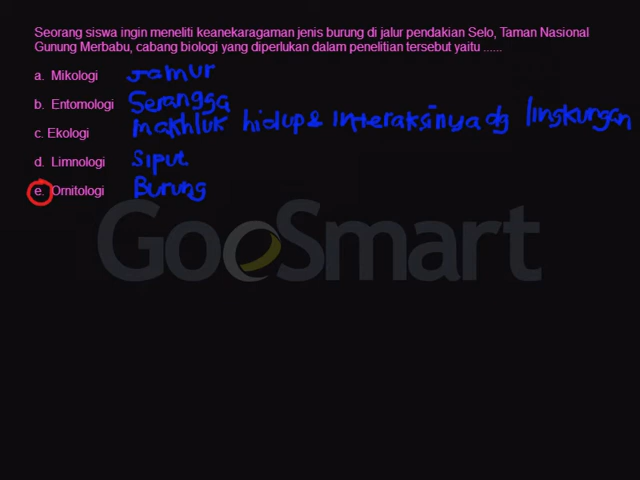 Seorang siswa ingin meneliti keanekaragaman jenis burung di jalur pendakian Selo, Taman Nasional
Gunung Merbabu, cabang biologi yang diperlukan dalam penelitian tersebut yaitu ......
a. Mikologi Jamur
b. Entomologi Serangga
c. Ekologi makhluk hidup & Interaksinya dg lingkungan
d. Limnologi Siput
e. Ornitologi Burung
GooSmart